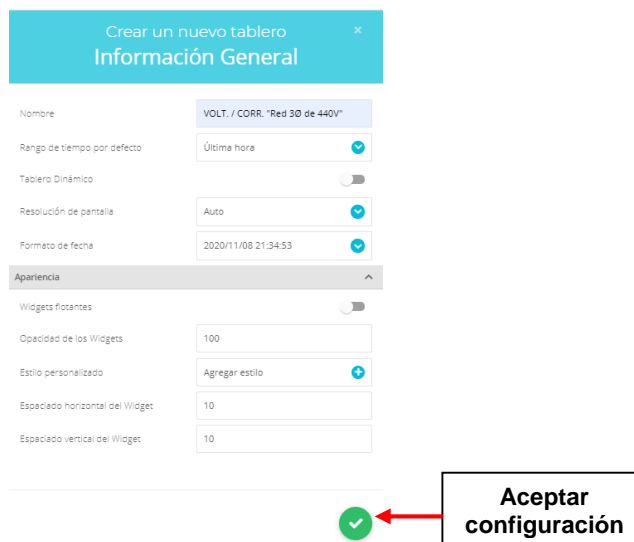 Crear un nuevo tablero ×
Información General
Nombre VOLT. / CORR. "Red 3Ø de 440V"
Rango de tiempo por defecto Última hora
Tablero Dinámico
Resolución de pantalla Auto
Formato de fecha 2020/11/08 21:34:53
Apariencia
Widgets flotantes
Opacidad de los Widgets 100
Estilo personalizado Agregar estilo
Espaciado horizontal del Widget 10
Espaciado vertical del Widget 10
Aceptar
configuración